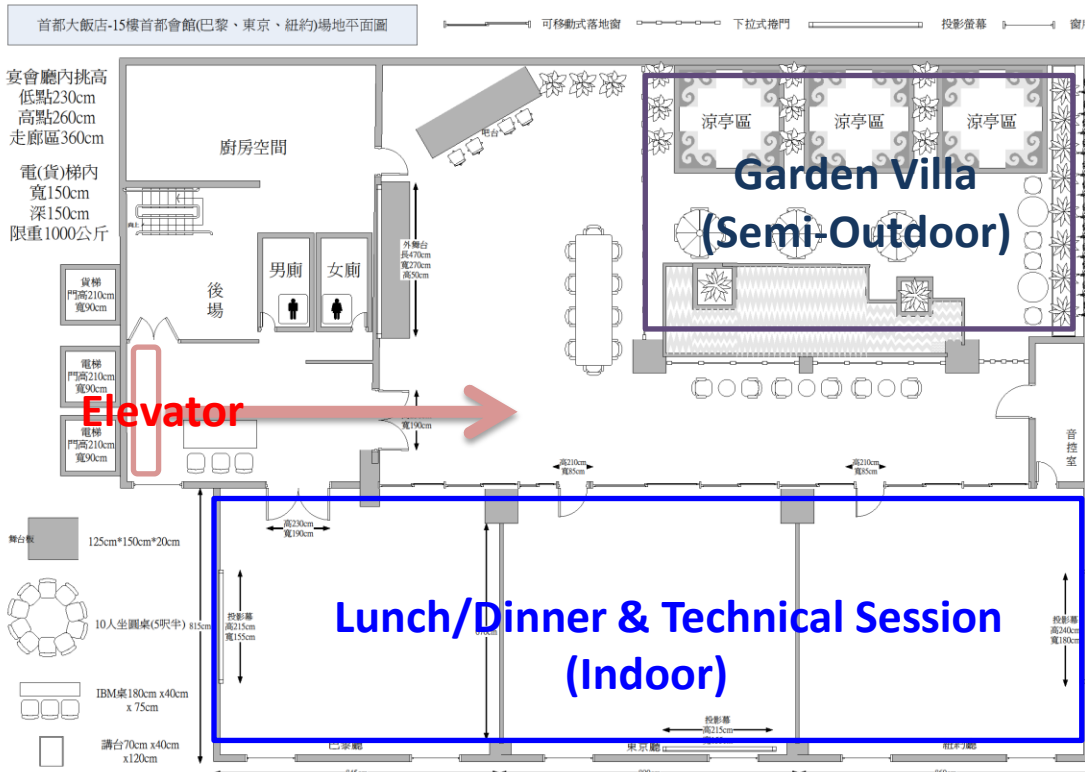 首都大飯店-15樓首都會館(巴黎、東京、紐約)場地平面圖
可移動式落地窗
下拉式捲門
投影螢幕
宴會廳內挑高
低點230cm
高點260cm
走廊區360cm
電(貨)梯內
寬150cm
深150cm
限重1000公斤
廚房空間
吧台
涼亭區
涼亭區
涼亭區
Garden Villa
(Semi-Outdoor)
向上
男廁
女廁
外舞台
長470cm
寬270cm
高50cm
後場
貨梯
門高210cm
寬90cm
電梯
門高210cm
寬90cm
Elevator
寬190cm
電梯
門高210cm
寬90cm
音控室
高210cm
寬85cm
高210cm
寬85cm
高230cm
寬190cm
舞台板
125cm*150cm*20cm
10人坐圓桌(5呎半)
815cm
投影幕
高215cm
寬155cm
Lunch/Dinner & Technical Session
(Indoor)
投影幕
高240cm
寬180cm
IBM桌180cm x40cm
x 75cm
講台70cm x40cm
x120cm
投影幕
高215cm
巴黎廳
東京廳
紐約廳